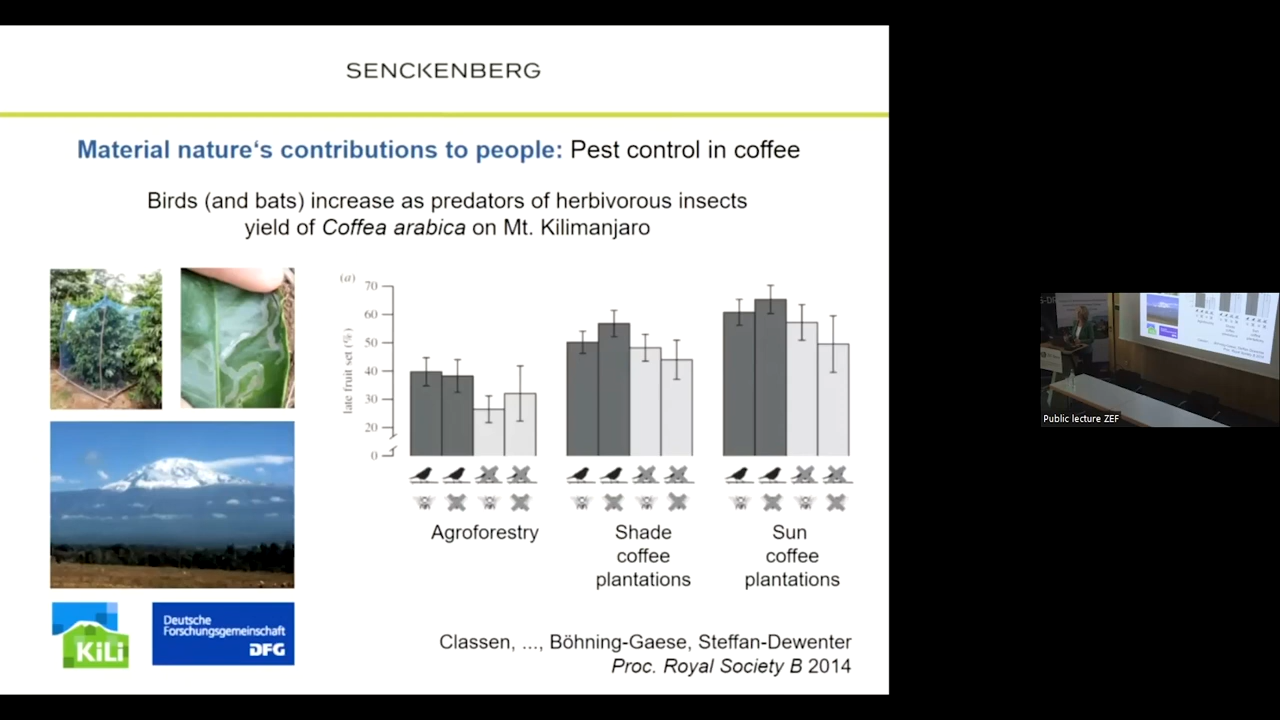 SENCKENBERG
Material nature‘s contributions to people: Pest control in coffee
Birds (and bats) increase as predators of herbivorous insects
yield of Coffea arabica on Mt. Kilimanjaro
(a)
late fruit set (%)
70
60
50
40
30
20
0
Agroforestry
Shade
coffee
plantations
Sun
coffee
plantations
KiLi
Deutsche
Forschungsgemeinschaft
DFG
Classen, ..., Böhning-Gaese, Steffan-Dewenter
Proc. Royal Society B 2014
Public lecture ZEF